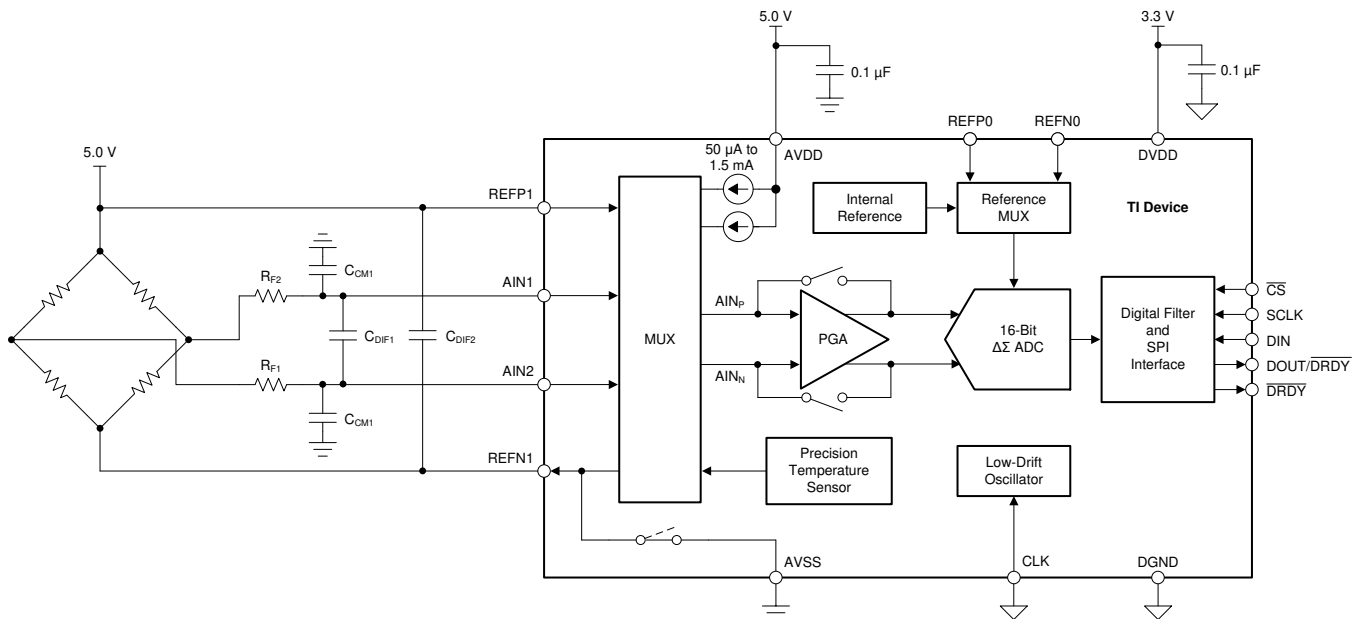 5.0 V
3.3 V
0.1 µF
0.1 µF
REFP0
REFN0
5.0 V
50 µA to
1.5 mA
AVDD
DVDD
REFP1
Internal
Reference
Reference
MUX
TI Device
RF2
CCM1
AIN1
CDIF1
CDIF2
MUX
AINP
PGA
16-Bit
ΔΣ ADC
Digital Filter
and
SPI
Interface
CS
SCLK
DIN
DOUT/DRDY
DRDY
RF1
AIN2
AINN
CCM1
REFN1
Precision
Temperature
Sensor
Low-Drift
Oscillator
AVSS
CLK
DGND